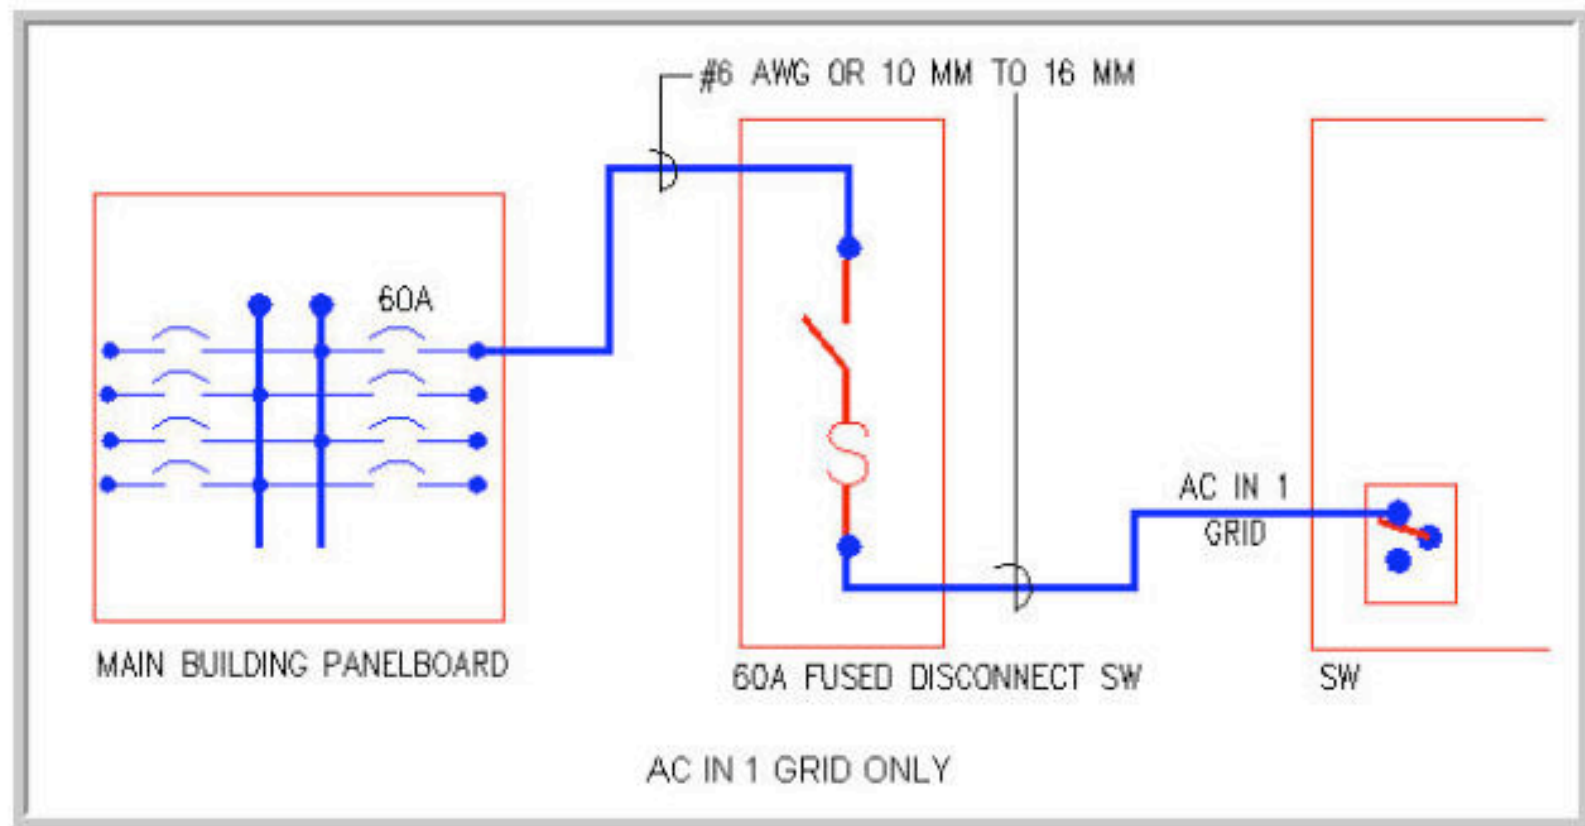 #6 AWG OR 10 MM TO 16 MM
60A
AC IN 1
GRID
MAIN BUILDING PANELBOARD
60A FUSED DISCONNECT SW
SW
AC IN 1 GRID ONLY